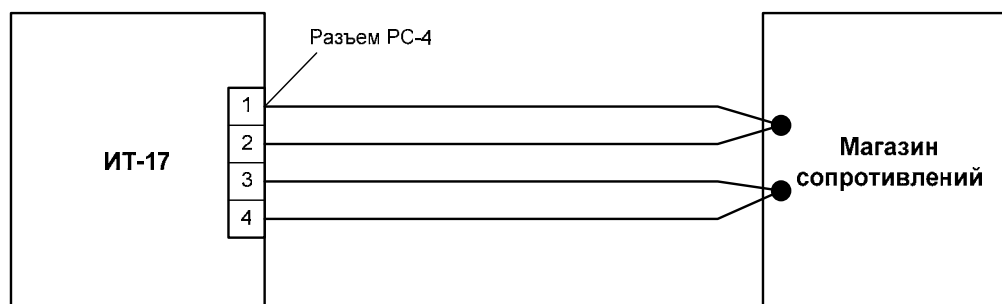 Разъем РС-4
1
2
3
4
ИТ-17
Магазин
сопротивлений